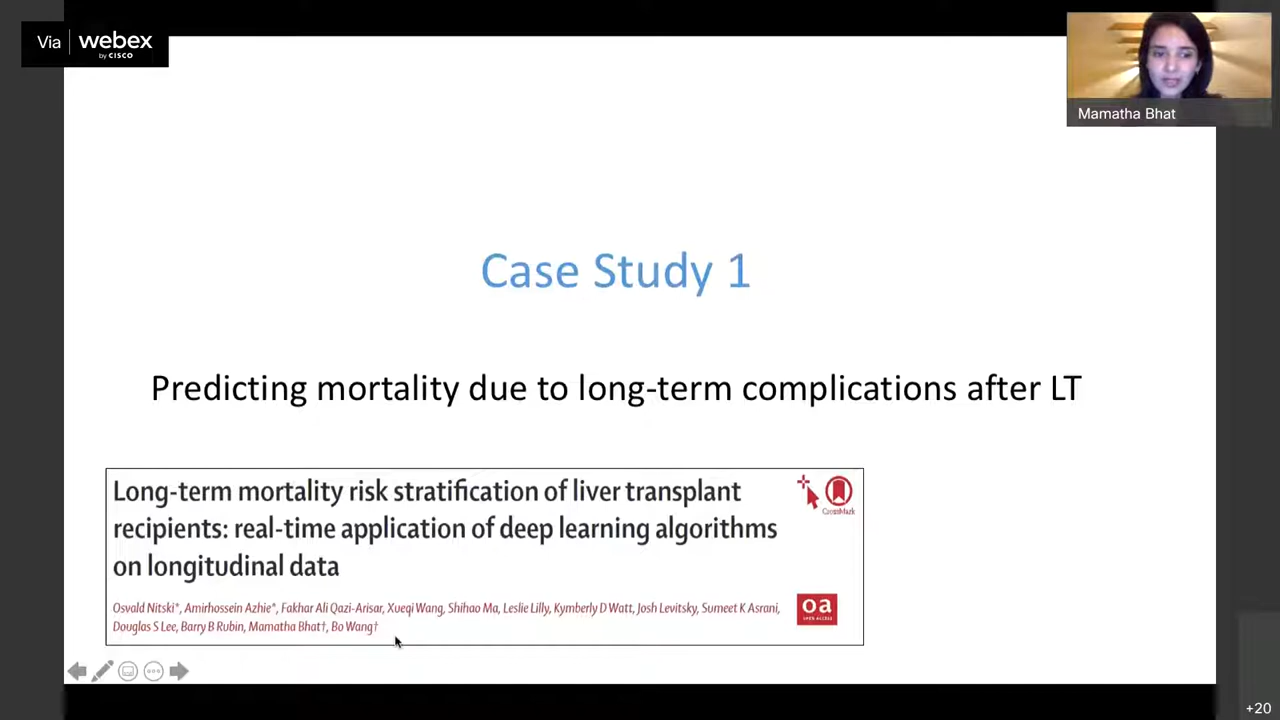 Via webex
by CISCO
Mamatha Bhat
Case Study 1
Predicting mortality due to long-term complications after LT
Long-term mortality risk stratification of liver transplant
recipients: real-time application of deep learning algorithms
on longitudinal data
CrossMark
Osvald Nitski*, Amirhossein Azhie*, Fakhar Ali Qazi-Arisar, Xueqi Wang, Shihao Ma, Leslie Lilly, Kymberly D Watt, Josh Levitsky, Sumeet K Asrani,
Douglas S Lee, Barry B Rubin, Mamatha Bhat†, Bo Wang†
oa
OPEN ACCESS
+20